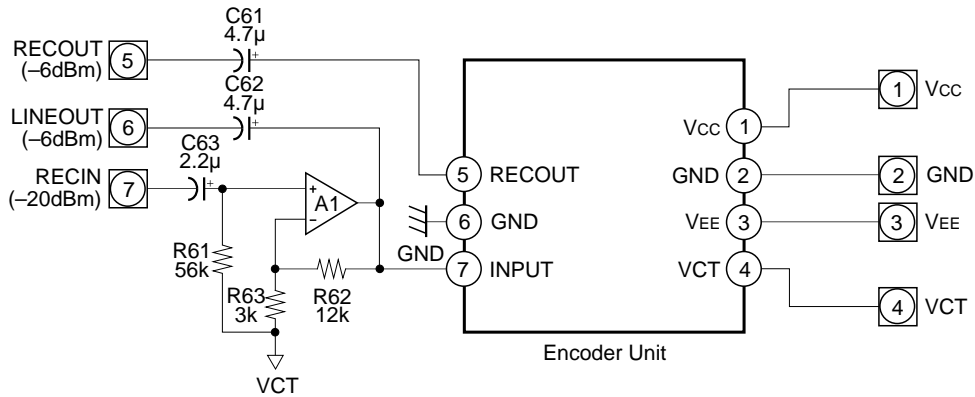 C61
4.7μ
RECOUT
(–6dBm)
5
C62
4.7μ
LINEOUT
(–6dBm)
6
C63
2.2μ
RECIN
(–20dBm)
7
+
+
+
+
–
A1
R61
56k
R63
3k
R62
12k
VCT
5 RECOUT
6 GND
GND
7 INPUT
VCC 1
GND 2
VEE 3
VCT 4
Encoder Unit
1 VCC
2 GND
3 VEE
4 VCT